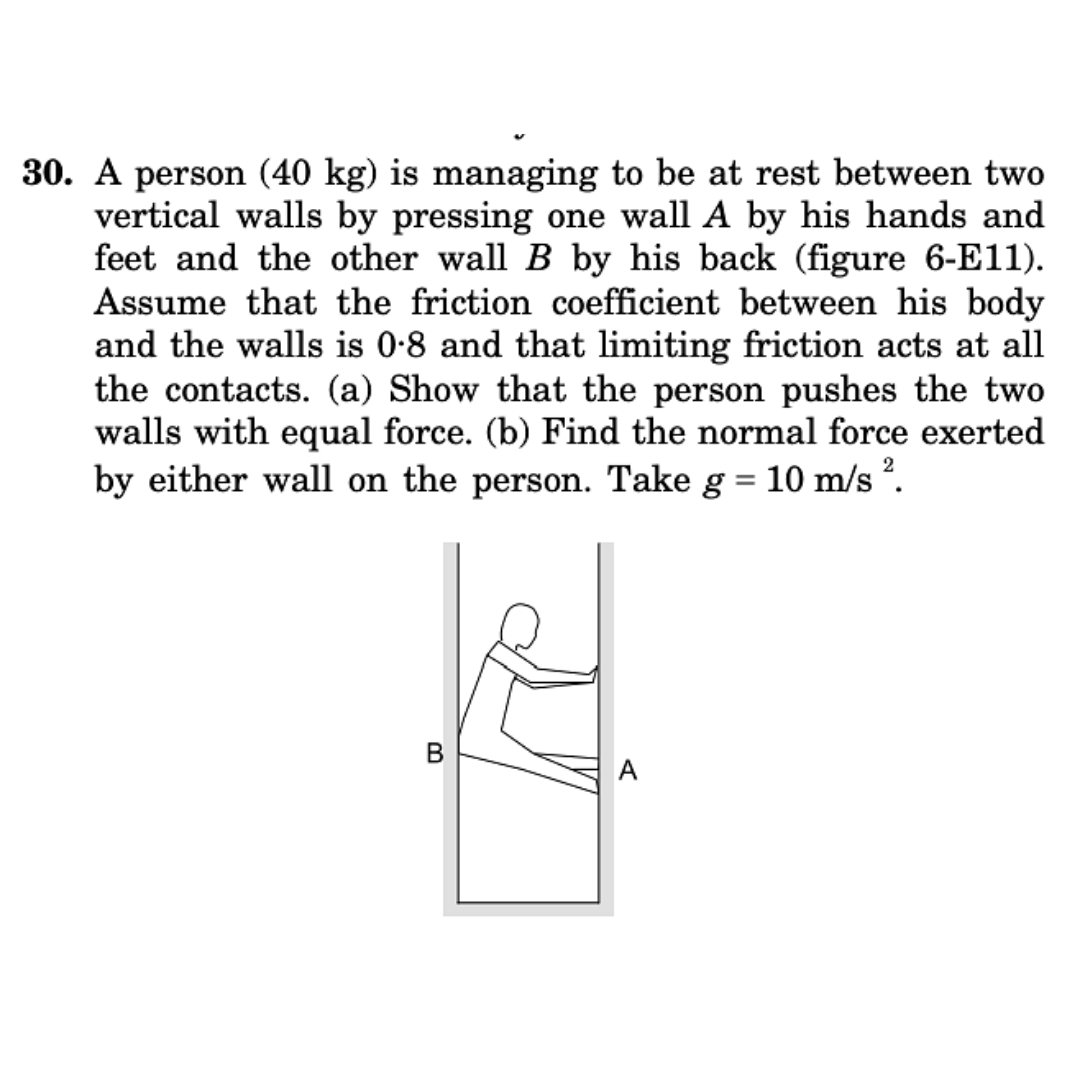 30. A person (40 kg) is managing to be at rest between two
vertical walls by pressing one wall A by his hands and
feet and the other wall B by his back (figure 6-E11).
Assume that the friction coefficient between his body
and the walls is 0·8 and that limiting friction acts at all
the contacts. (a) Show that the person pushes the two
walls with equal force. (b) Find the normal force exerted
by either wall on the person. Take g = 10 m/s ².
B
A